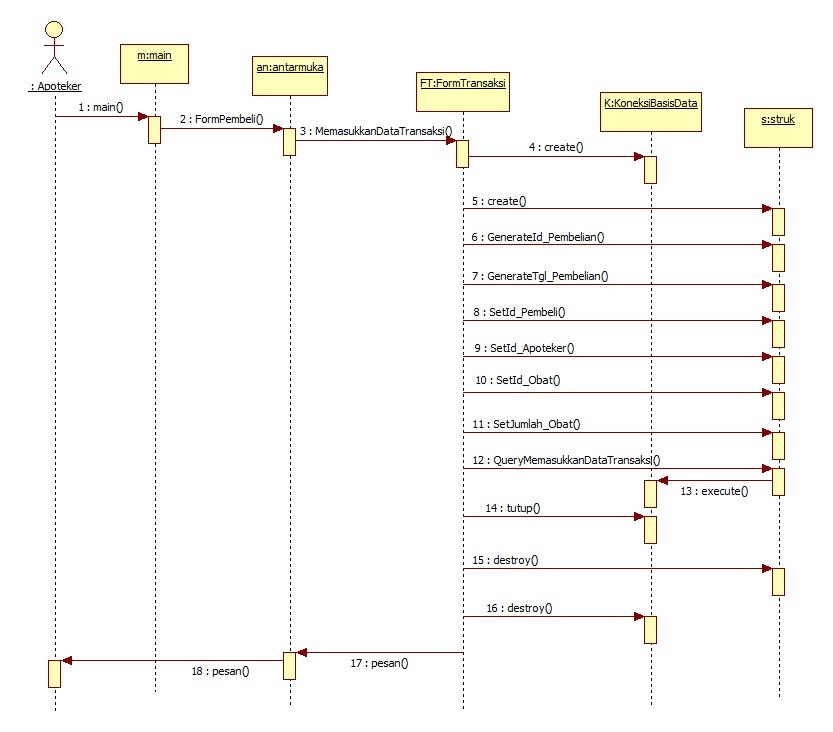 : Apoteker
m:main
an:antarmuka
FT:FormTransaksi
K:KoneksiBasisData
s:struk
1 : main()
2 : FormPembeli()
3 : MemasukkanDataTransaksi()
4 : create()
5 : create()
6 : GenerateId_Pembelian()
7 : GenerateTgl_Pembelian()
8 : SetId_Pembeli()
9 : SetId_Apoteker()
10 : SetId_Obat()
11 : SetJumlah_Obat()
12 : QueryMemasukkanDataTransaksi()
13 : execute()
14 : tutup()
15 : destroy()
16 : destroy()
17 : pesan()
18 : pesan()